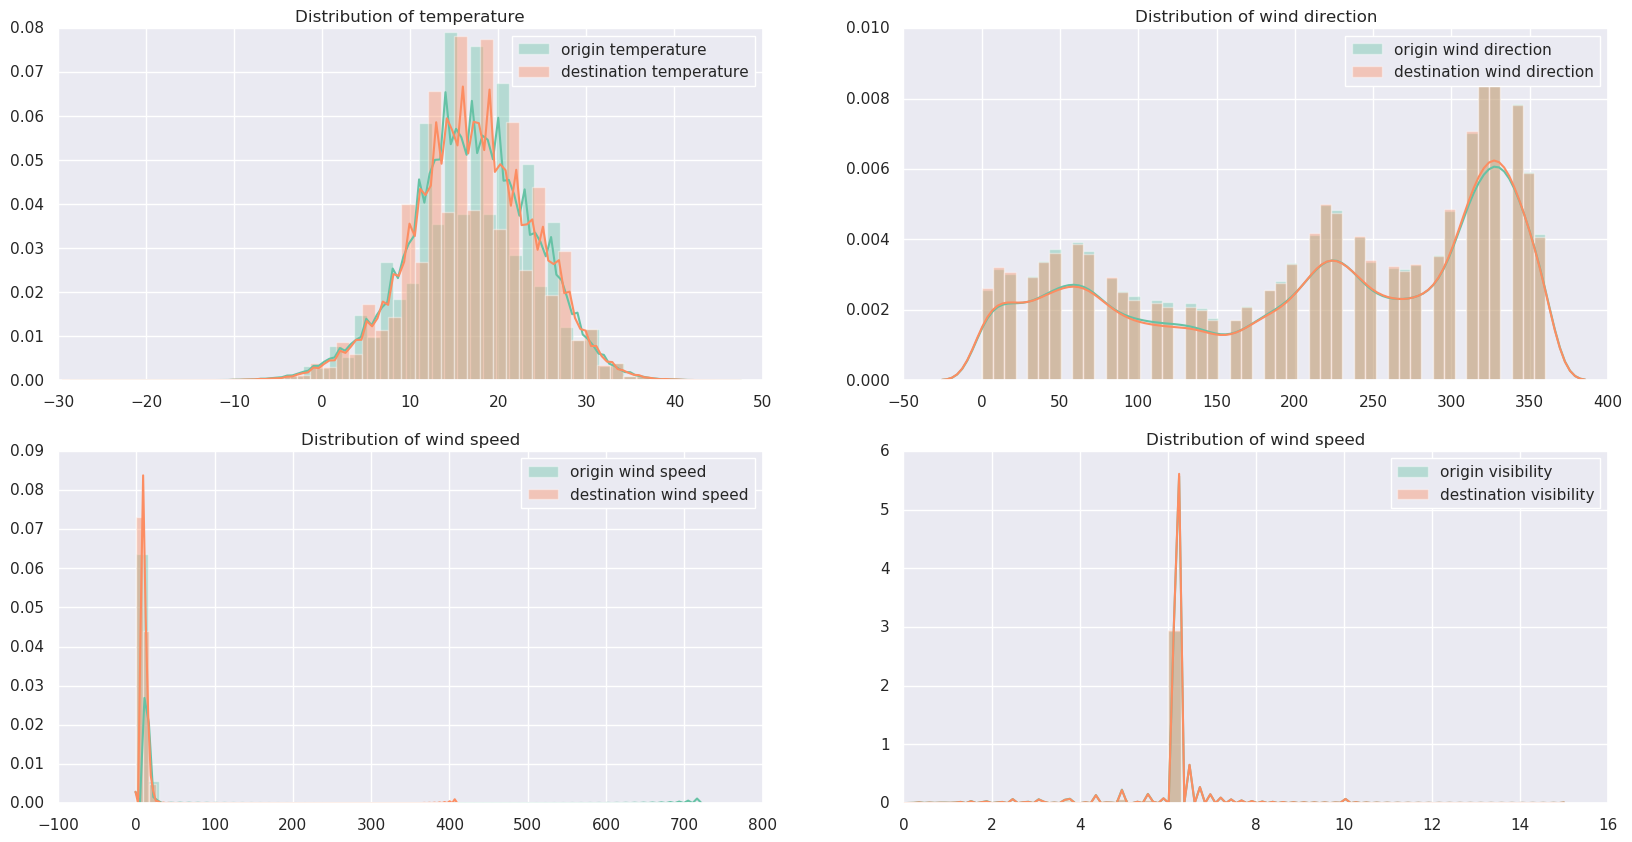 Distribution of temperature
0.08
0.07
0.06
0.05
0.04
0.03
0.02
0.01
0.00
−30 −20 −10 0 10 20 30 40 50
origin temperature
destination temperature
Distribution of wind direction
0.010
0.008
0.006
0.004
0.002
0.000
−50 0 50 100 150 200 250 300 350 400
origin wind direction
destination wind direction
Distribution of wind speed
0.09
0.08
0.07
0.06
0.05
0.04
0.03
0.02
0.01
0.00
−100 0 100 200 300 400 500 600 700 800
origin wind speed
destination wind speed
Distribution of wind speed
6
5
4
3
2
1
0
0 2 4 6 8 10 12 14 16
origin visibility
destination visibility